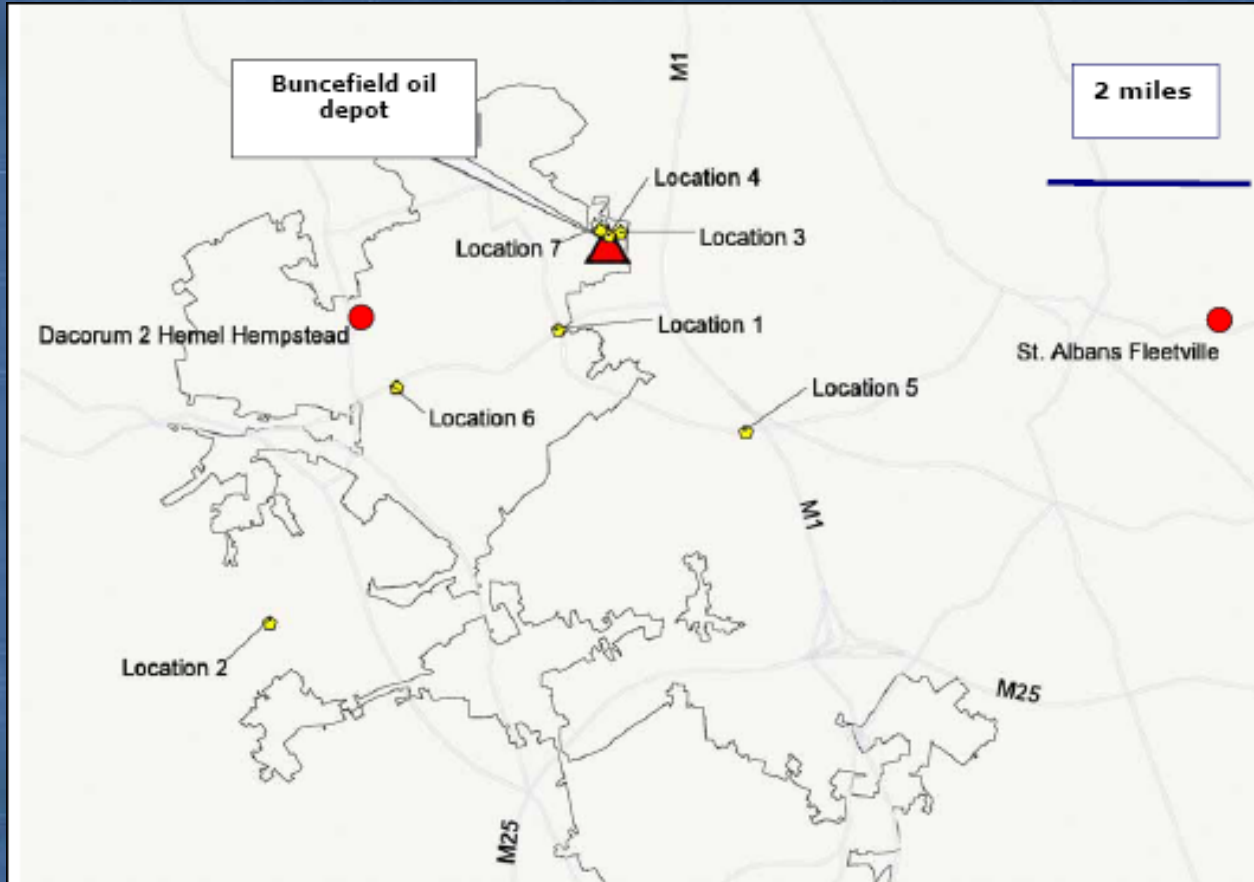 M1
Buncefield oil
depot
2 miles
Location 4
Location 7
Location 3
Dacorum 2 Hemel Hempstead
Location 1
St. Albans Fleetville
Location 5
Location 6
M1
Location 2
M25
M25